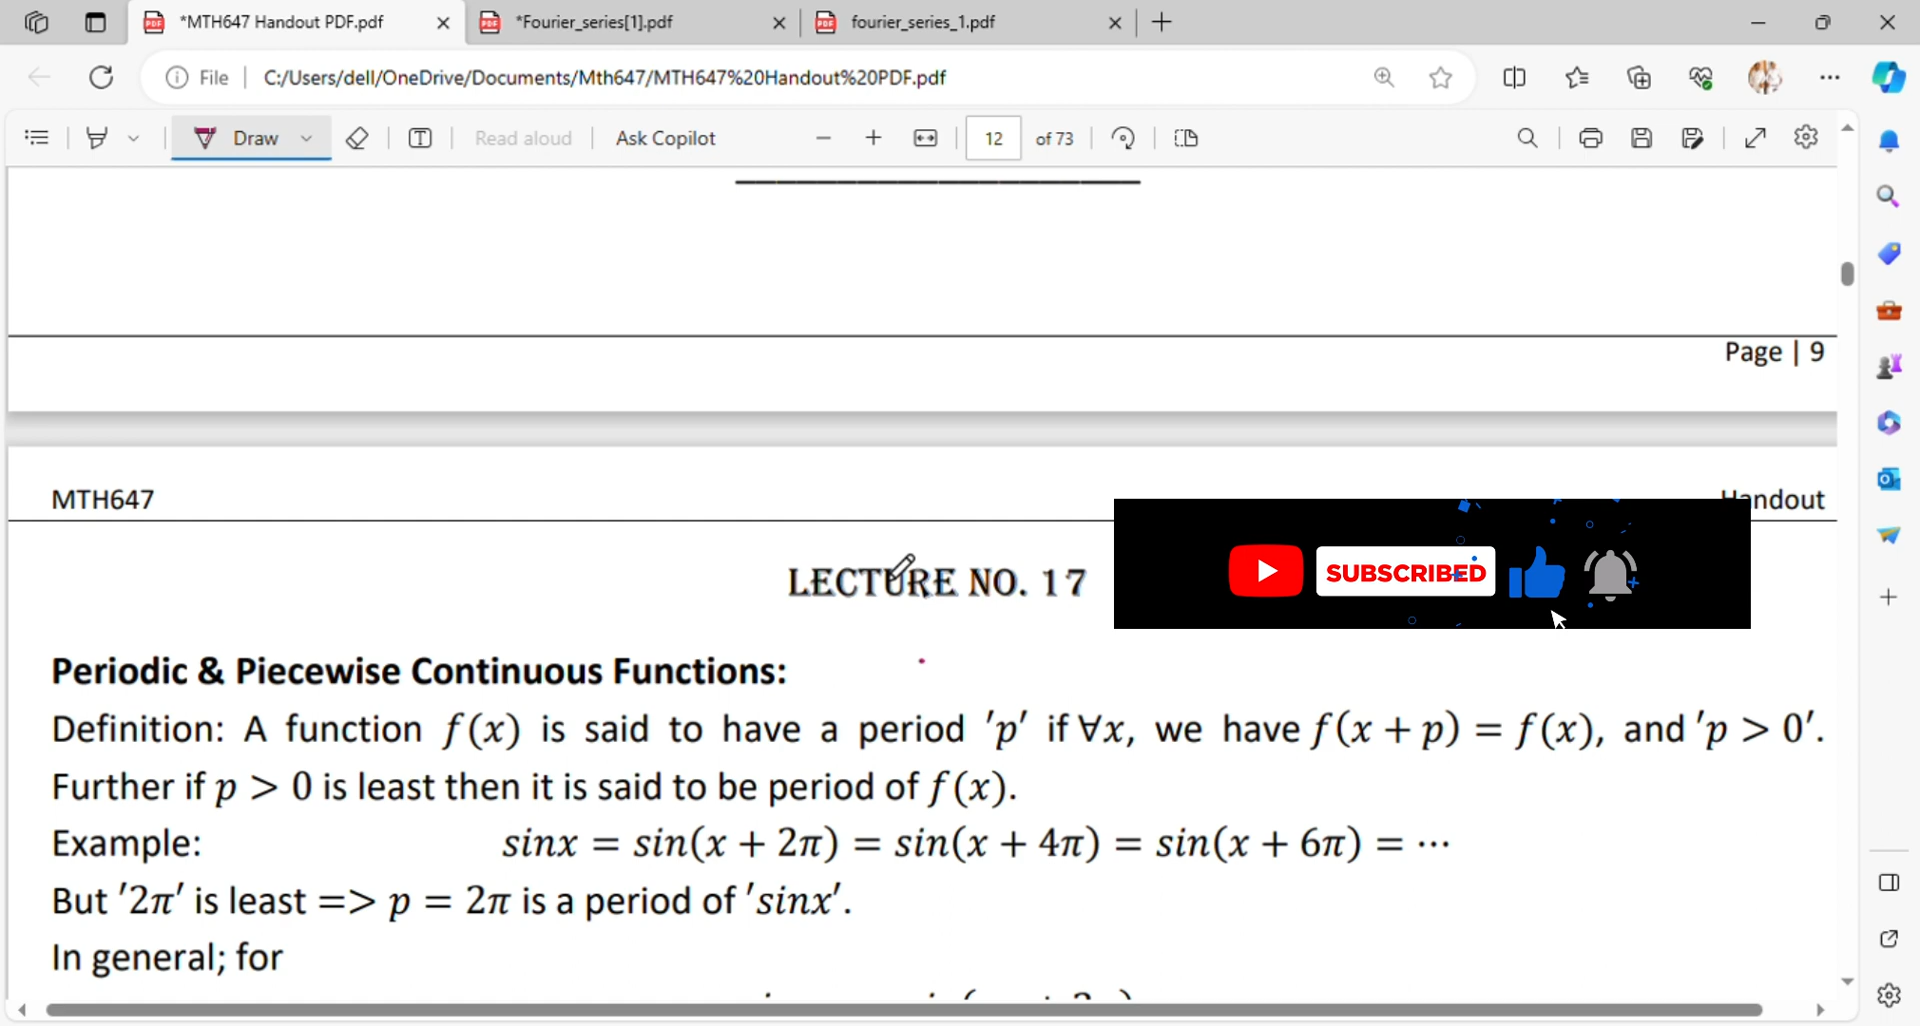 *MTH647 Handout PDF.pdf
*Fourier_series[1].pdf
fourier_series_1.pdf
File
C:/Users/dell/OneDrive/Documents/Mth647/MTH647%20Handout%20PDF.pdf
Draw
Read aloud
Ask Copilot
12 of 73
Page | 9
MTH647
Handout
LECTURE NO. 17
SUBSCRIBED
Periodic & Piecewise Continuous Functions:
Definition: A function f(x) is said to have a period 'p' if ∀x, we have f(x + p) = f(x), and 'p > 0'.
Further if p > 0 is least then it is said to be period of f(x).
Example: sinx = sin(x + 2π) = sin(x + 4π) = sin(x + 6π) = ⋯
But '2π' is least => p = 2π is a period of 'sinx'.
In general; for